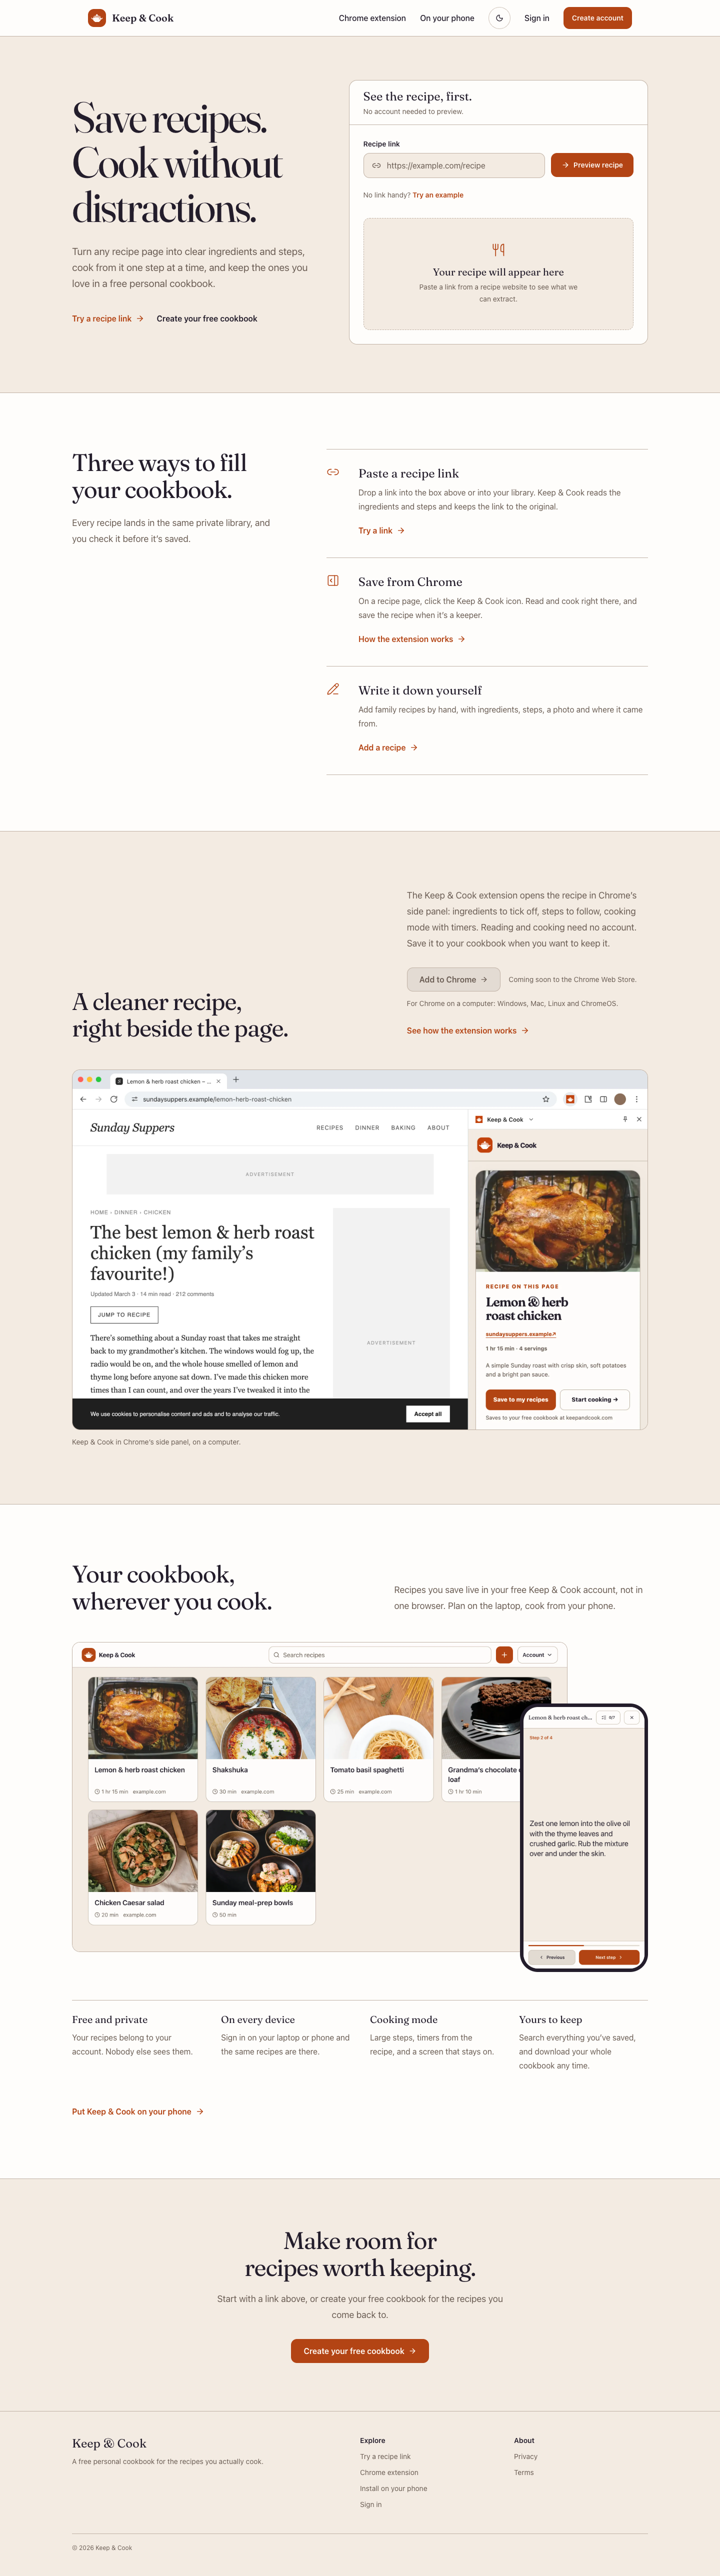 Keep & Cook
Chrome extension
On your phone
Sign in
Create account
Save recipes.
Cook without
distractions.
Turn any recipe page into clear ingredients and steps,
cook from it one step at a time, and keep the ones you
love in a free personal cookbook.
Try a recipe link →
Create your free cookbook
See the recipe, first.
No account needed to preview.
Recipe link
https://example.com/recipe
→ Preview recipe
No link handy? Try an example
Your recipe will appear here
Paste a link from a recipe website to see what we
can extract.
Three ways to fill
your cookbook.
Every recipe lands in the same private library, and
you check it before it's saved.
Paste a recipe link
Drop a link into the box above or into your library. Keep & Cook reads the
ingredients and steps and keeps the link to the original.
Try a link →
Save from Chrome
On a recipe page, click the Keep & Cook icon. Read and cook right there, and
save the recipe when it's a keeper.
How the extension works →
Write it down yourself
Add family recipes by hand, with ingredients, steps, a photo and where it came
from.
Add a recipe →
A cleaner recipe,
right beside the page.
The Keep & Cook extension opens the recipe in Chrome's
side panel: ingredients to tick off, steps to follow, cooking
mode with timers. Reading and cooking need no account.
Save it to your cookbook when you want to keep it.
Add to Chrome →
Coming soon to the Chrome Web Store.
For Chrome on a computer: Windows, Mac, Linux and ChromeOS.
See how the extension works →
Lemon & herb roast chicken – ...
sundaysuppers.example/lemon-herb-roast-chicken
Sunday Suppers
RECIPES
DINNER
BAKING
ABOUT
ADVERTISEMENT
HOME › DINNER › CHICKEN
The best lemon & herb roast
chicken (my family's
favourite!)
Updated March 3 · 14 min read · 212 comments
JUMP TO RECIPE
There's something about a Sunday roast that takes me straight
back to my grandmother's kitchen. The windows would fog up, the
radio would be on, and the whole house smelled of lemon and
thyme long before anyone sat down. I've made this chicken more
times than I can count, and over the years I've tweaked it into the
ADVERTISEMENT
We use cookies to personalise content and ads and to analyse our traffic.
Accept all
Keep & Cook
Keep & Cook
RECIPE ON THIS PAGE
Lemon & herb
roast chicken
sundaysuppers.example↗
1 hr 15 min · 4 servings
A simple Sunday roast with crisp skin, soft potatoes
and a bright pan sauce.
Save to my recipes
Start cooking →
Saves to your free cookbook at keepandcook.com
Keep & Cook in Chrome's side panel, on a computer.
Your cookbook,
wherever you cook.
Recipes you save live in your free Keep & Cook account, not in
one browser. Plan on the laptop, cook from your phone.
Keep & Cook
Search recipes
Account
Lemon & herb roast chicken
1 hr 15 min example.com
Shakshuka
30 min example.com
Tomato basil spaghetti
25 min example.com
Grandma's chocolate
loaf
1 hr 10 min
Chicken Caesar salad
20 min example.com
Sunday meal-prep bowls
50 min
Lemon & herb roast ch...
Step 2 of 4
Zest one lemon into the olive oil
with the thyme leaves and
crushed garlic. Rub the mixture
over and under the skin.
Previous
Next step
Free and private
Your recipes belong to your
account. Nobody else sees them.
On every device
Sign in on your laptop or phone and
the same recipes are there.
Cooking mode
Large steps, timers from the
recipe, and a screen that stays on.
Yours to keep
Search everything you've saved,
and download your whole
cookbook any time.
Put Keep & Cook on your phone →
Make room for
recipes worth keeping.
Start with a link above, or create your free cookbook for the recipes you
come back to.
Create your free cookbook →
Keep & Cook
A free personal cookbook for the recipes you actually cook.
Explore
Try a recipe link
Chrome extension
Install on your phone
Sign in
About
Privacy
Terms
© 2026 Keep & Cook